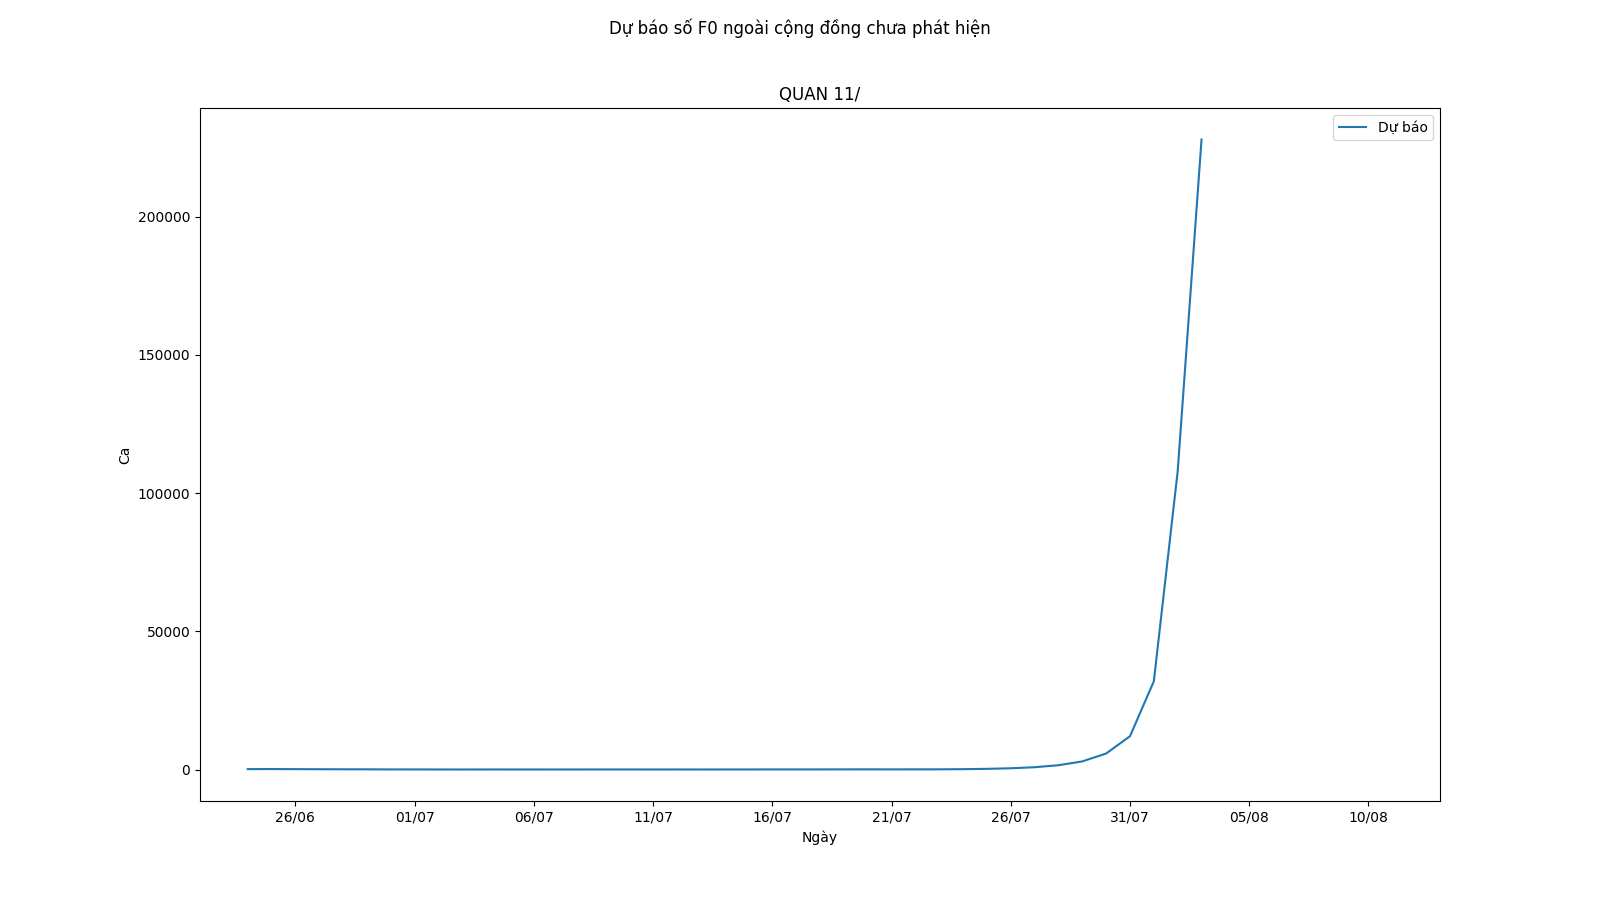 Dự báo số F0 ngoài cộng đồng chưa phát hiện
QUAN 11/
Dự báo
200000
150000
100000
50000
0
Ca
26/06 01/07 06/07 11/07 16/07 21/07 26/07 31/07 05/08 10/08
Ngày